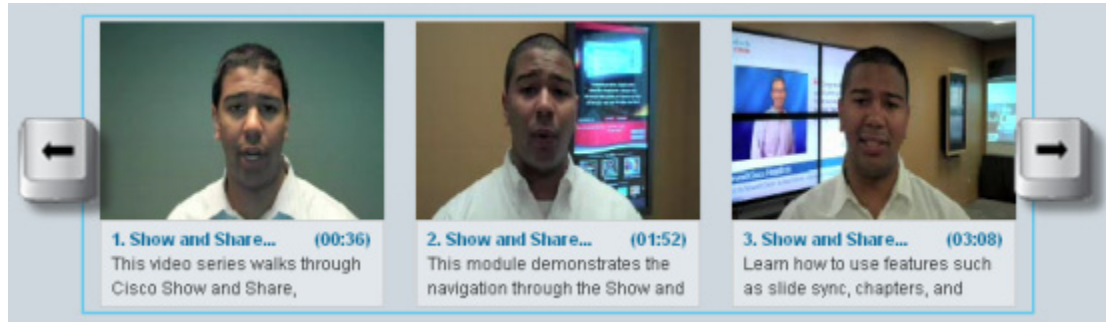 1. Show and Share... (00:36)
This video series walks through
Cisco Show and Share,
2. Show and Share... (01:52)
This module demonstrates the
navigation through the Show and
3. Show and Share... (03:08)
Learn how to use features such
as slide sync, chapters, and